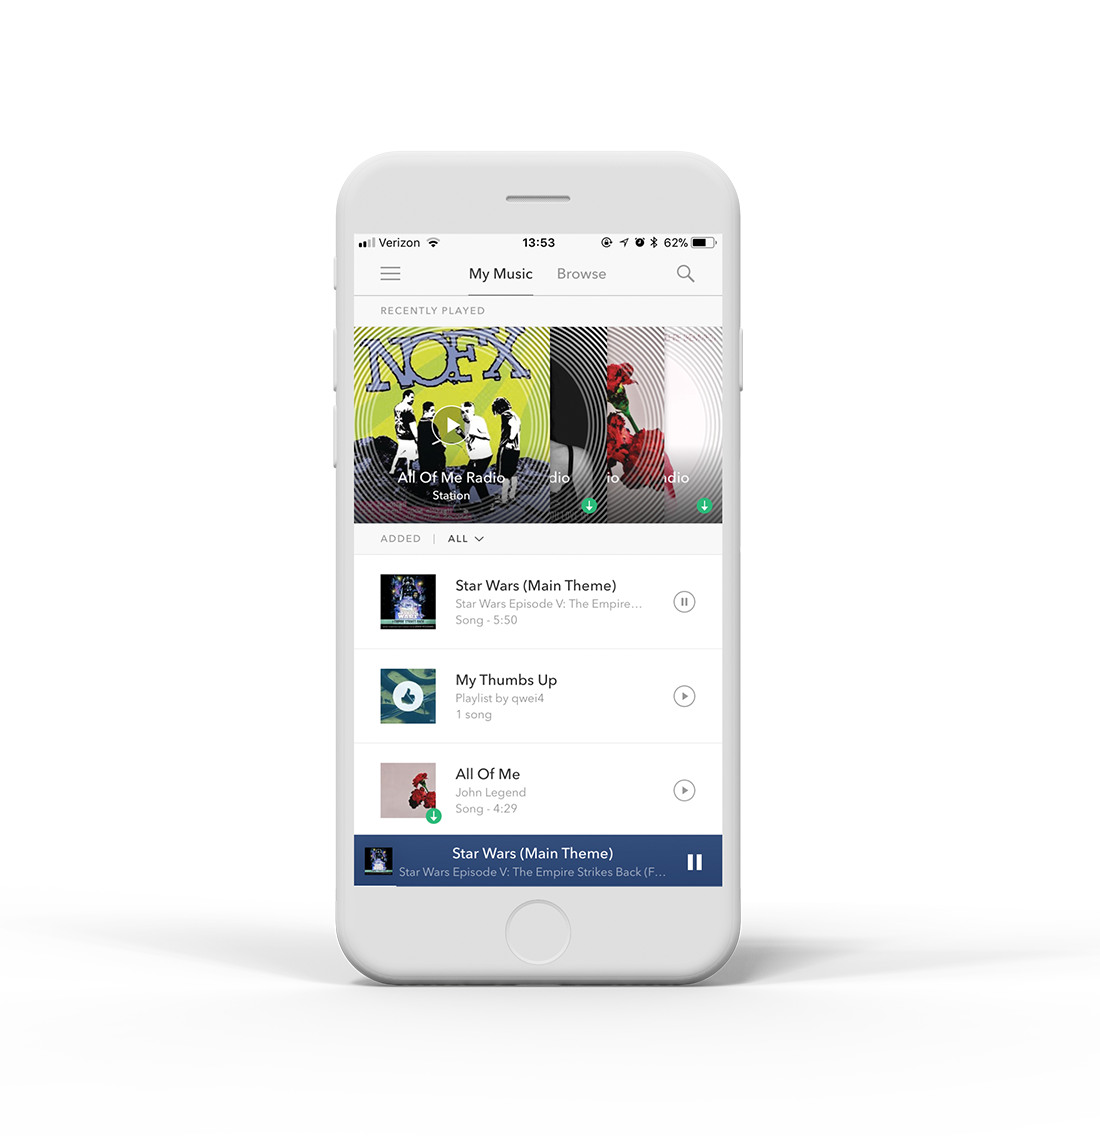 Verizon 13:53 62%
My Music Browse
RECENTLY PLAYED
NOFX
All Of Me Radio
Station
dio
io
ndio
ADDED | ALL
Star Wars (Main Theme)
Star Wars Episode V: The Empire...
Song - 5:50
My Thumbs Up
Playlist by qwei4
1 song
All Of Me
John Legend
Song - 4:29
Star Wars (Main Theme)
Star Wars Episode V: The Empire Strikes Back (F...